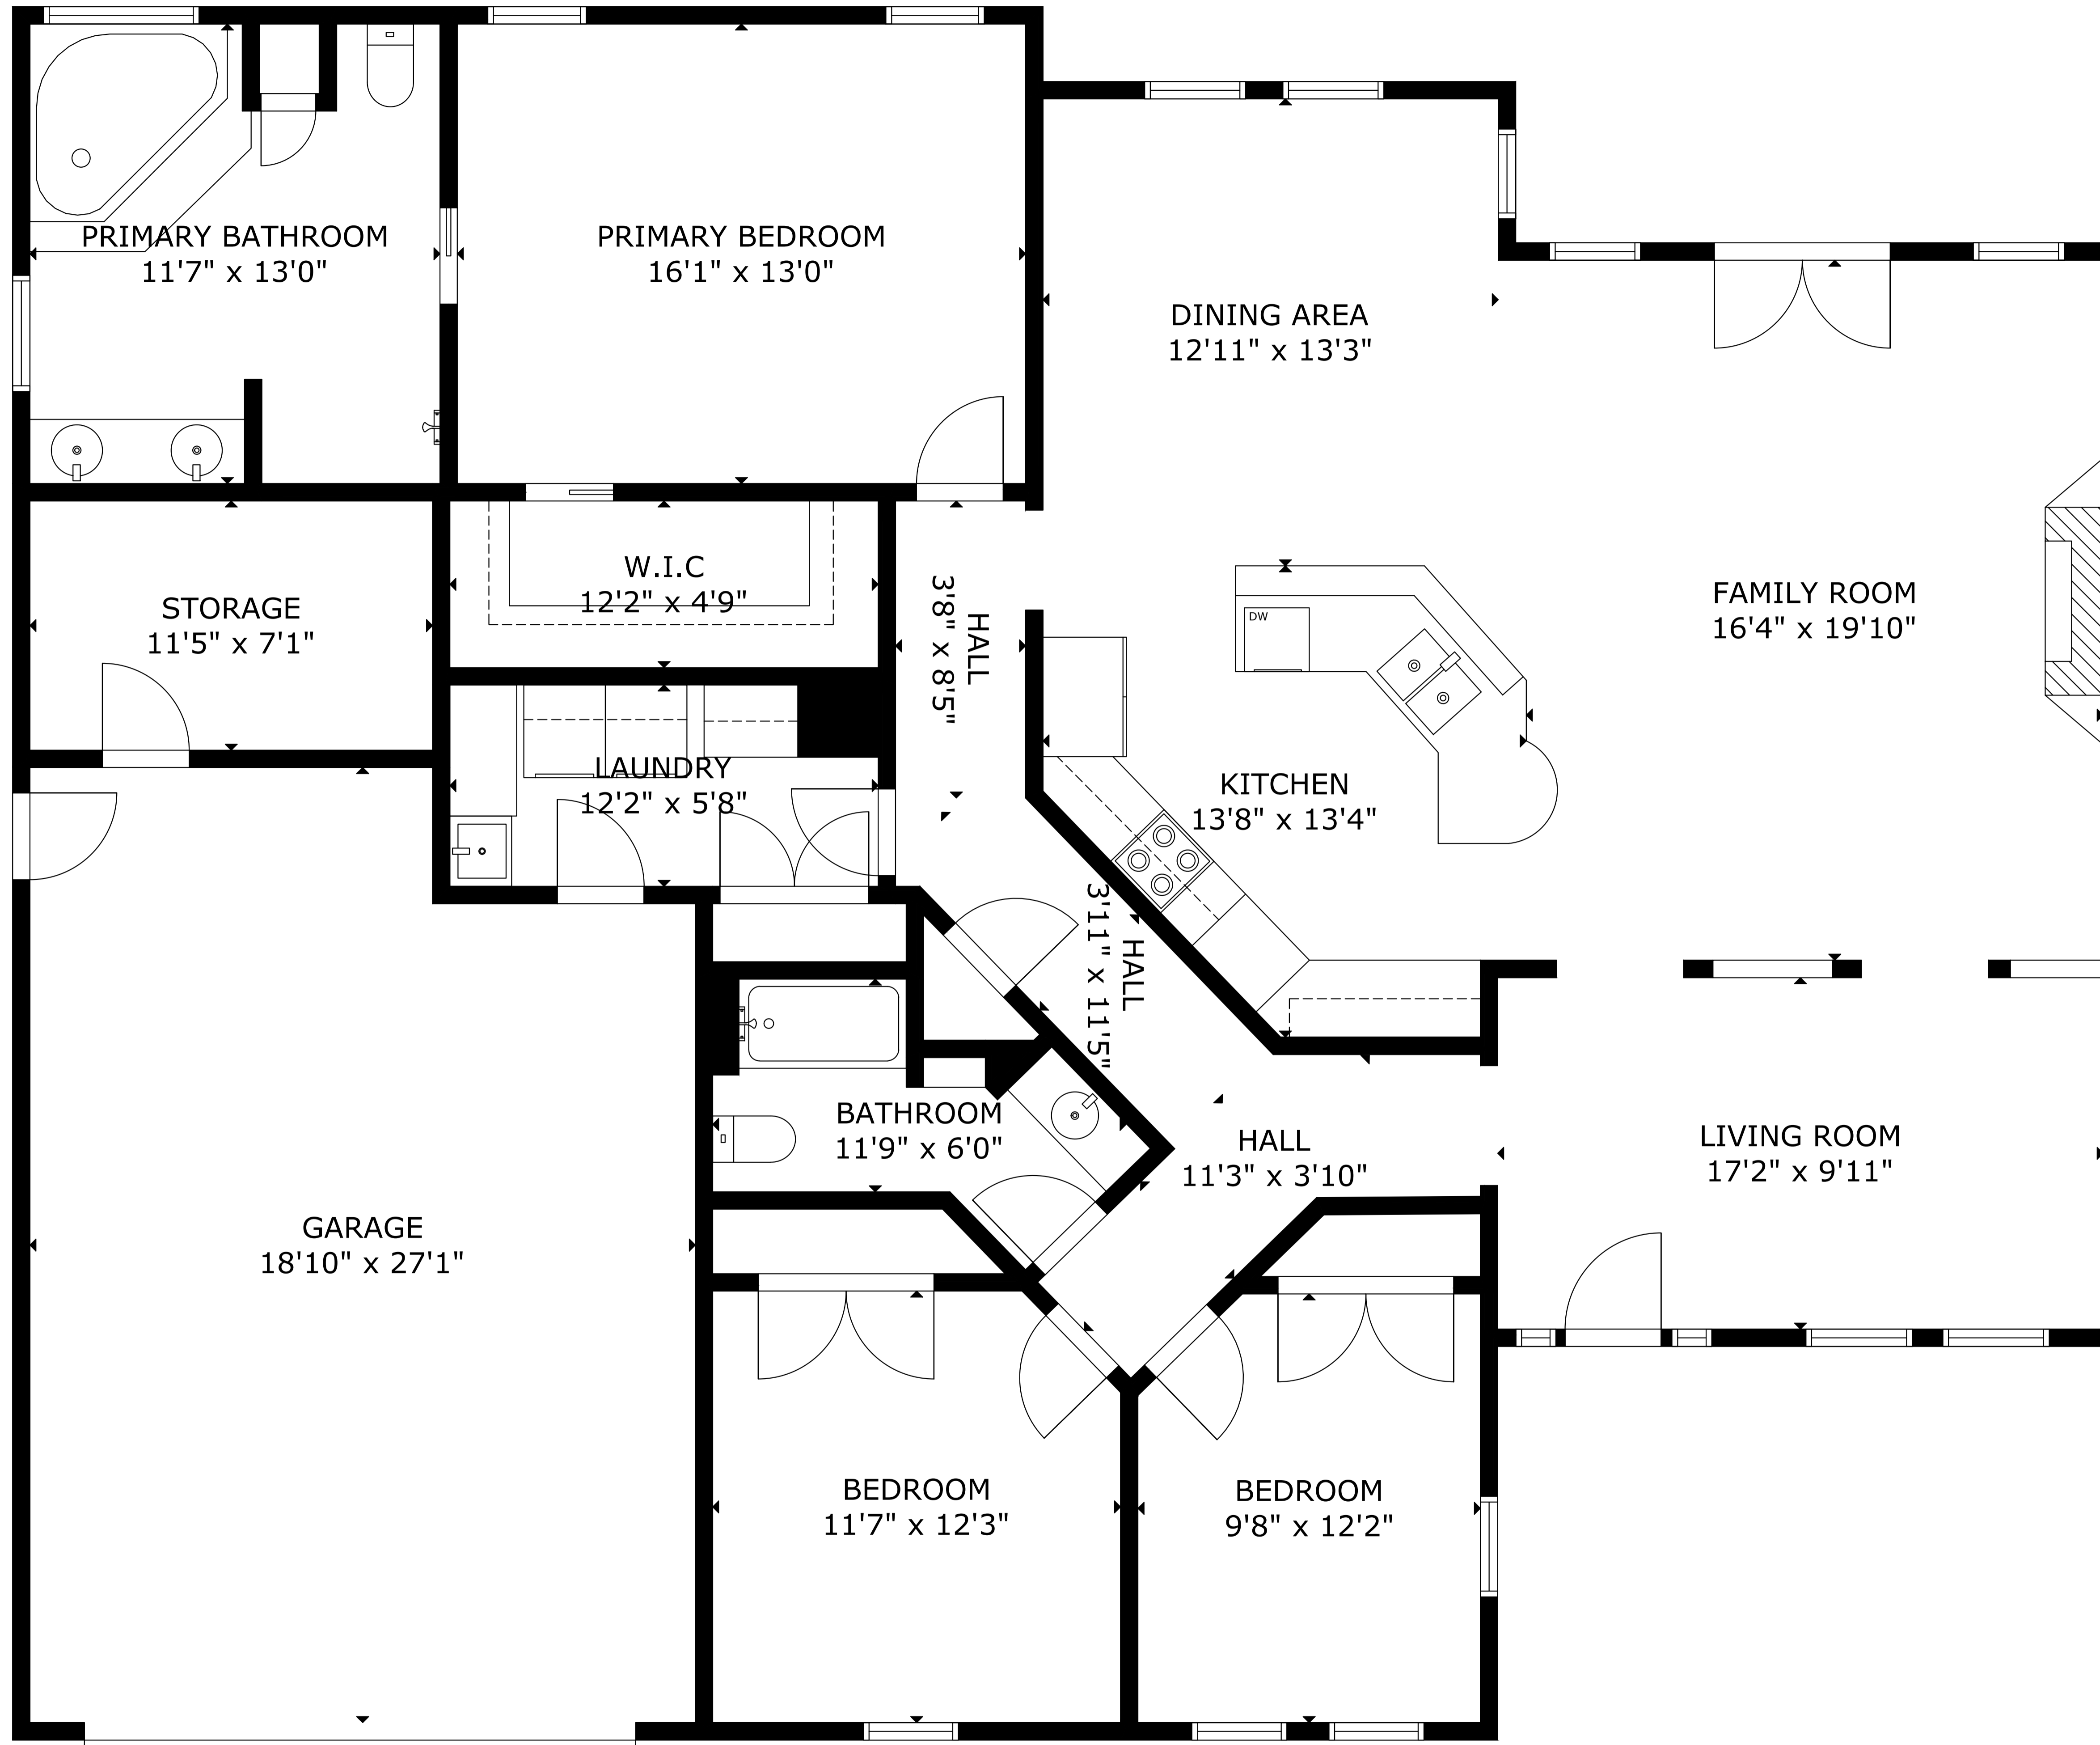 PRIMARY BATHROOM
11'7" x 13'0"
PRIMARY BEDROOM
16'1" x 13'0"
DINING AREA
12'11" x 13'3"
W.I.C
12'2" x 4'9"
STORAGE
11'5" x 7'1"
HALL
3'8" x 8'5"
DW
FAMILY ROOM
16'4" x 19'10"
LAUNDRY
12'2" x 5'8"
KITCHEN
13'8" x 13'4"
HALL
3'11" x 11'5"
BATHROOM
11'9" x 6'0"
HALL
11'3" x 3'10"
LIVING ROOM
17'2" x 9'11"
GARAGE
18'10" x 27'1"
BEDROOM
11'7" x 12'3"
BEDROOM
9'8" x 12'2"